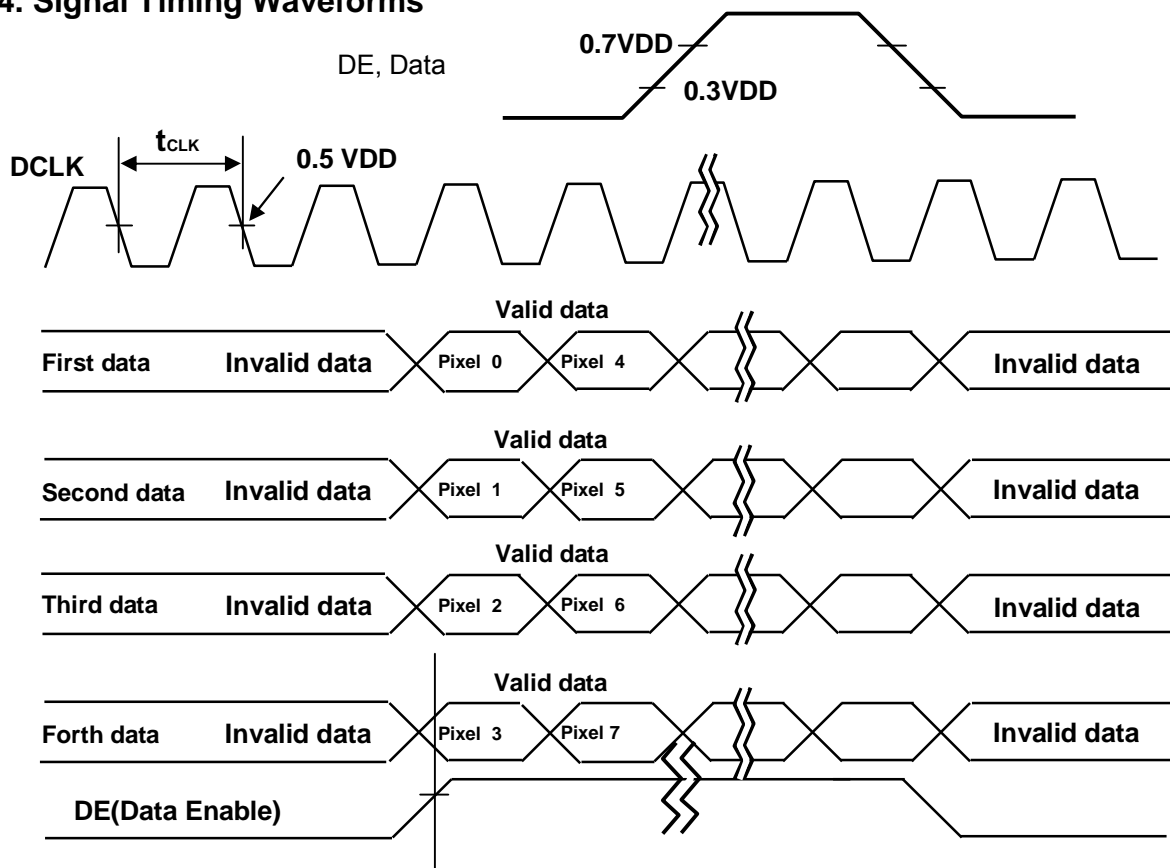 4. Signal Timing Waveforms
0.7VDD
DE, Data
0.3VDD
tCLK
0.5 VDD
DCLK
Valid data
First data Invalid data Pixel 0 Pixel 4 Invalid data
Valid data
Second data Invalid data Pixel 1 Pixel 5 Invalid data
Valid data
Third data Invalid data Pixel 2 Pixel 6 Invalid data
Valid data
Forth data Invalid data Pixel 3 Pixel 7 Invalid data
DE(Data Enable)